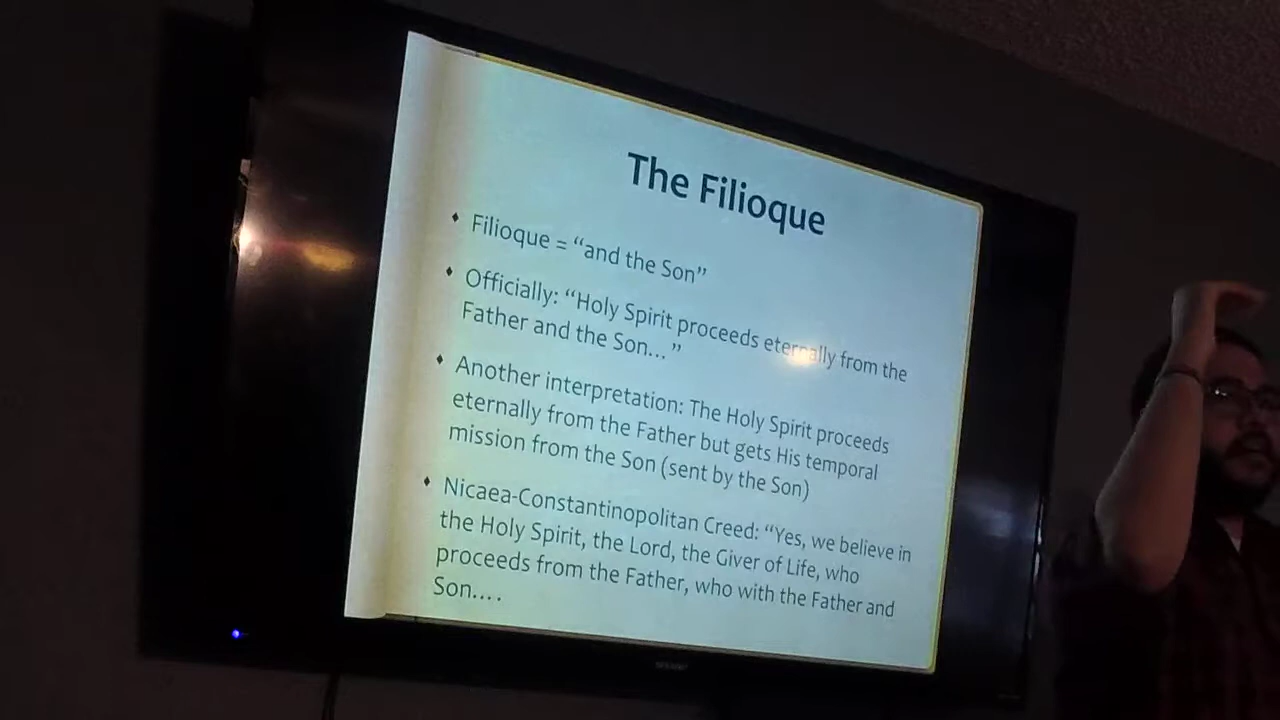 The Filioque
Filioque = “and the Son”
Officially: “Holy Spirit proceeds eternally from the
Father and the Son... ”
Another interpretation: The Holy Spirit proceeds
eternally from the Father but gets His temporal
mission from the Son (sent by the Son)
Nicaea-Constantinopolitan Creed: “Yes, we believe in
the Holy Spirit, the Lord, the Giver of Life, who
proceeds from the Father, who with the Father and
Son....